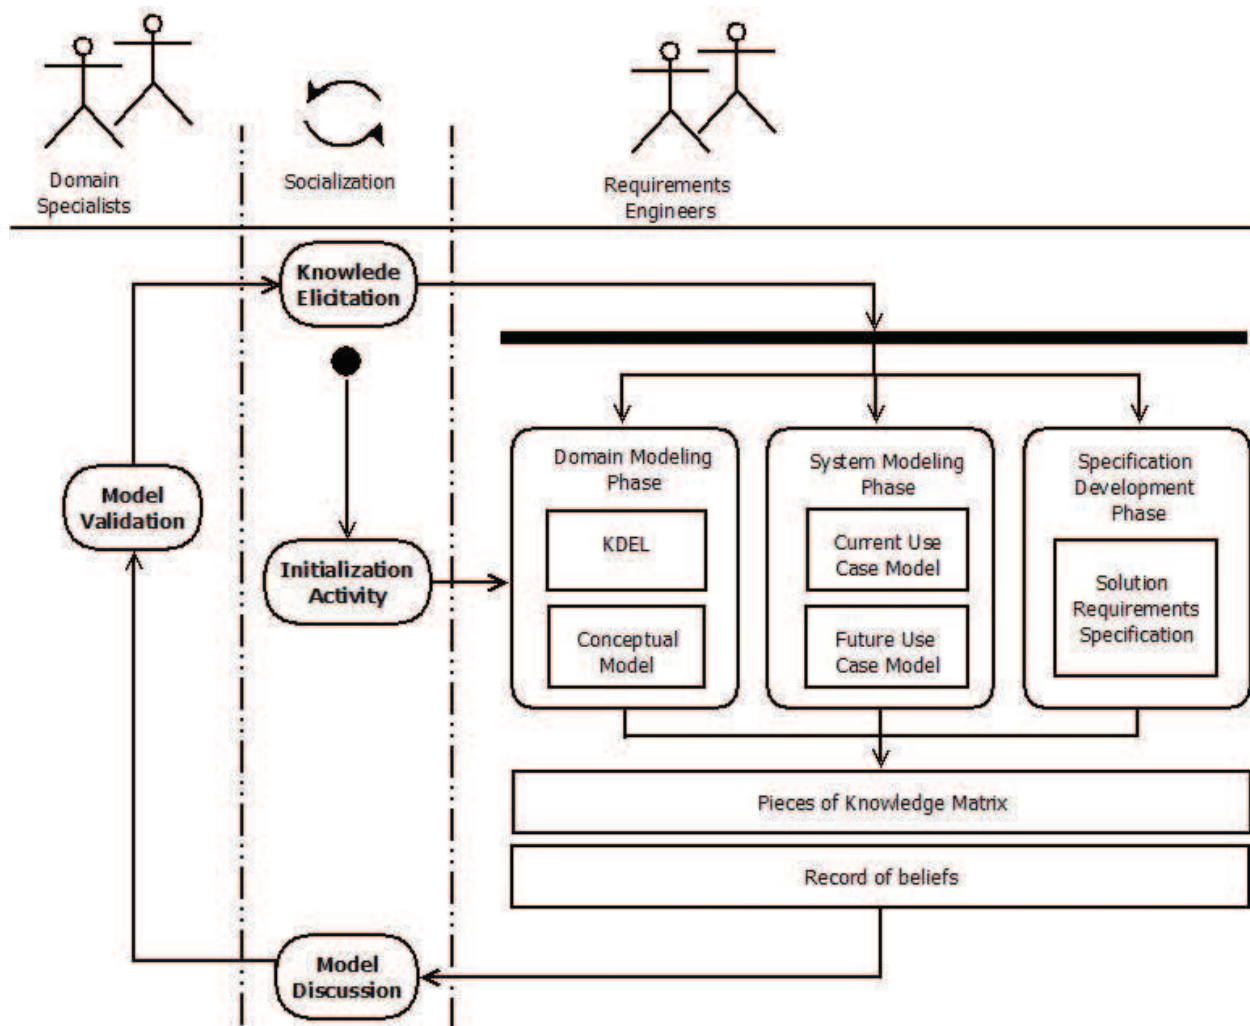 Domain
Specialists
Socialization
Requirements
Engineers
Knowlede
Elicitation
Model
Validation
Initialization
Activity
Domain Modeling
Phase
KDEL
Conceptual
Model
System Modeling
Phase
Current Use
Case Model
Future Use
Case Model
Specification
Development
Phase
Solution
Requirements
Specification
Pieces of Knowledge Matrix
Record of beliefs
Model
Discussion